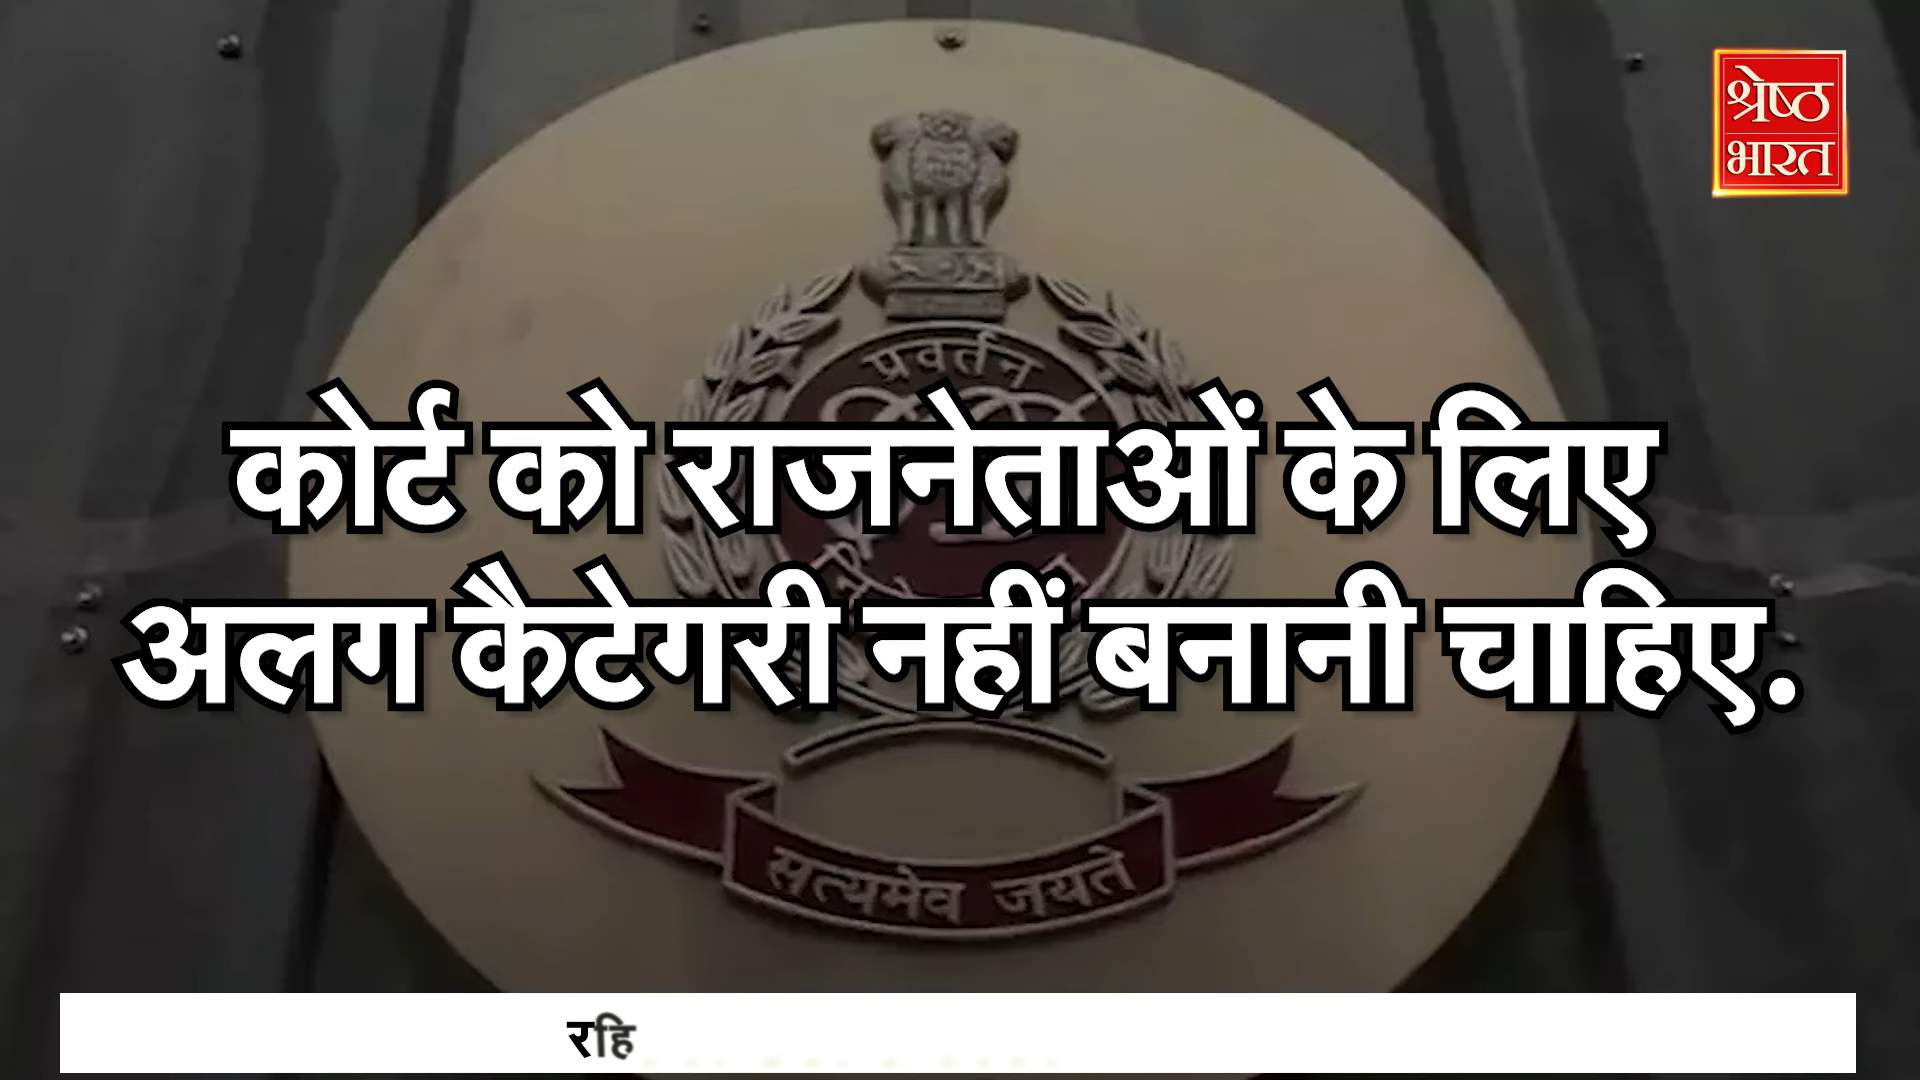 श्रेष्ठ
भारत
प्रवर्तन
कोर्ट को राजनेताओं के लिए
अलग कैटेगरी नहीं बनानी चाहिए.
सत्यमेव जयते
रहि